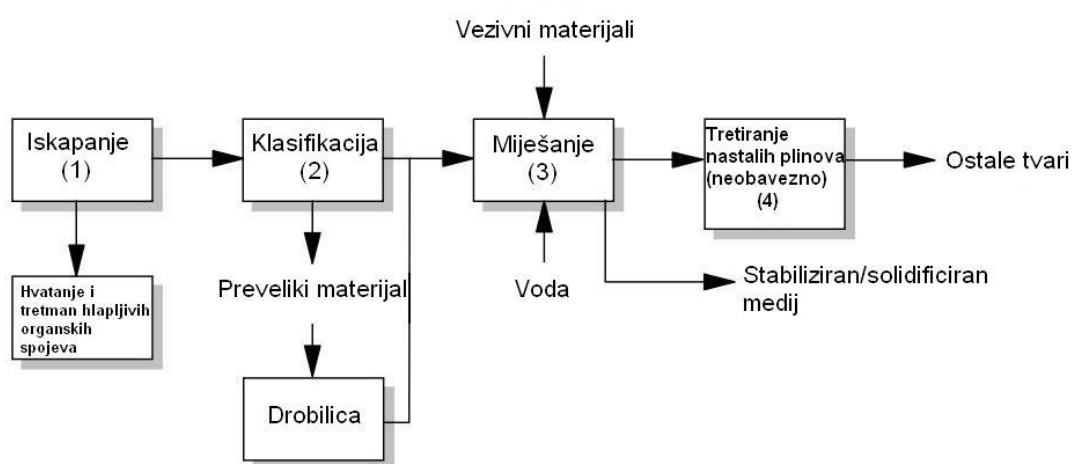 Vezivni materijali
Iskapanje
(1)
Klasifikacija
(2)
Miješanje
(3)
Tretiranje
nastalih plinova
(neobavezno)
(4)
Ostale tvari
Hvatanje i
tretman hlapljivih
organskih
spojeva
Preveliki materijal
Voda
Stabiliziran/solidificiran
medij
Drobilica